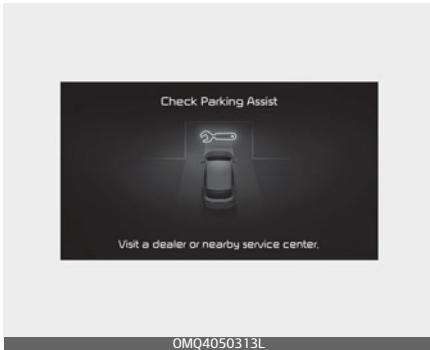 Check Parking Assist
Visit a dealer or nearby service center.
OMQ4050313L